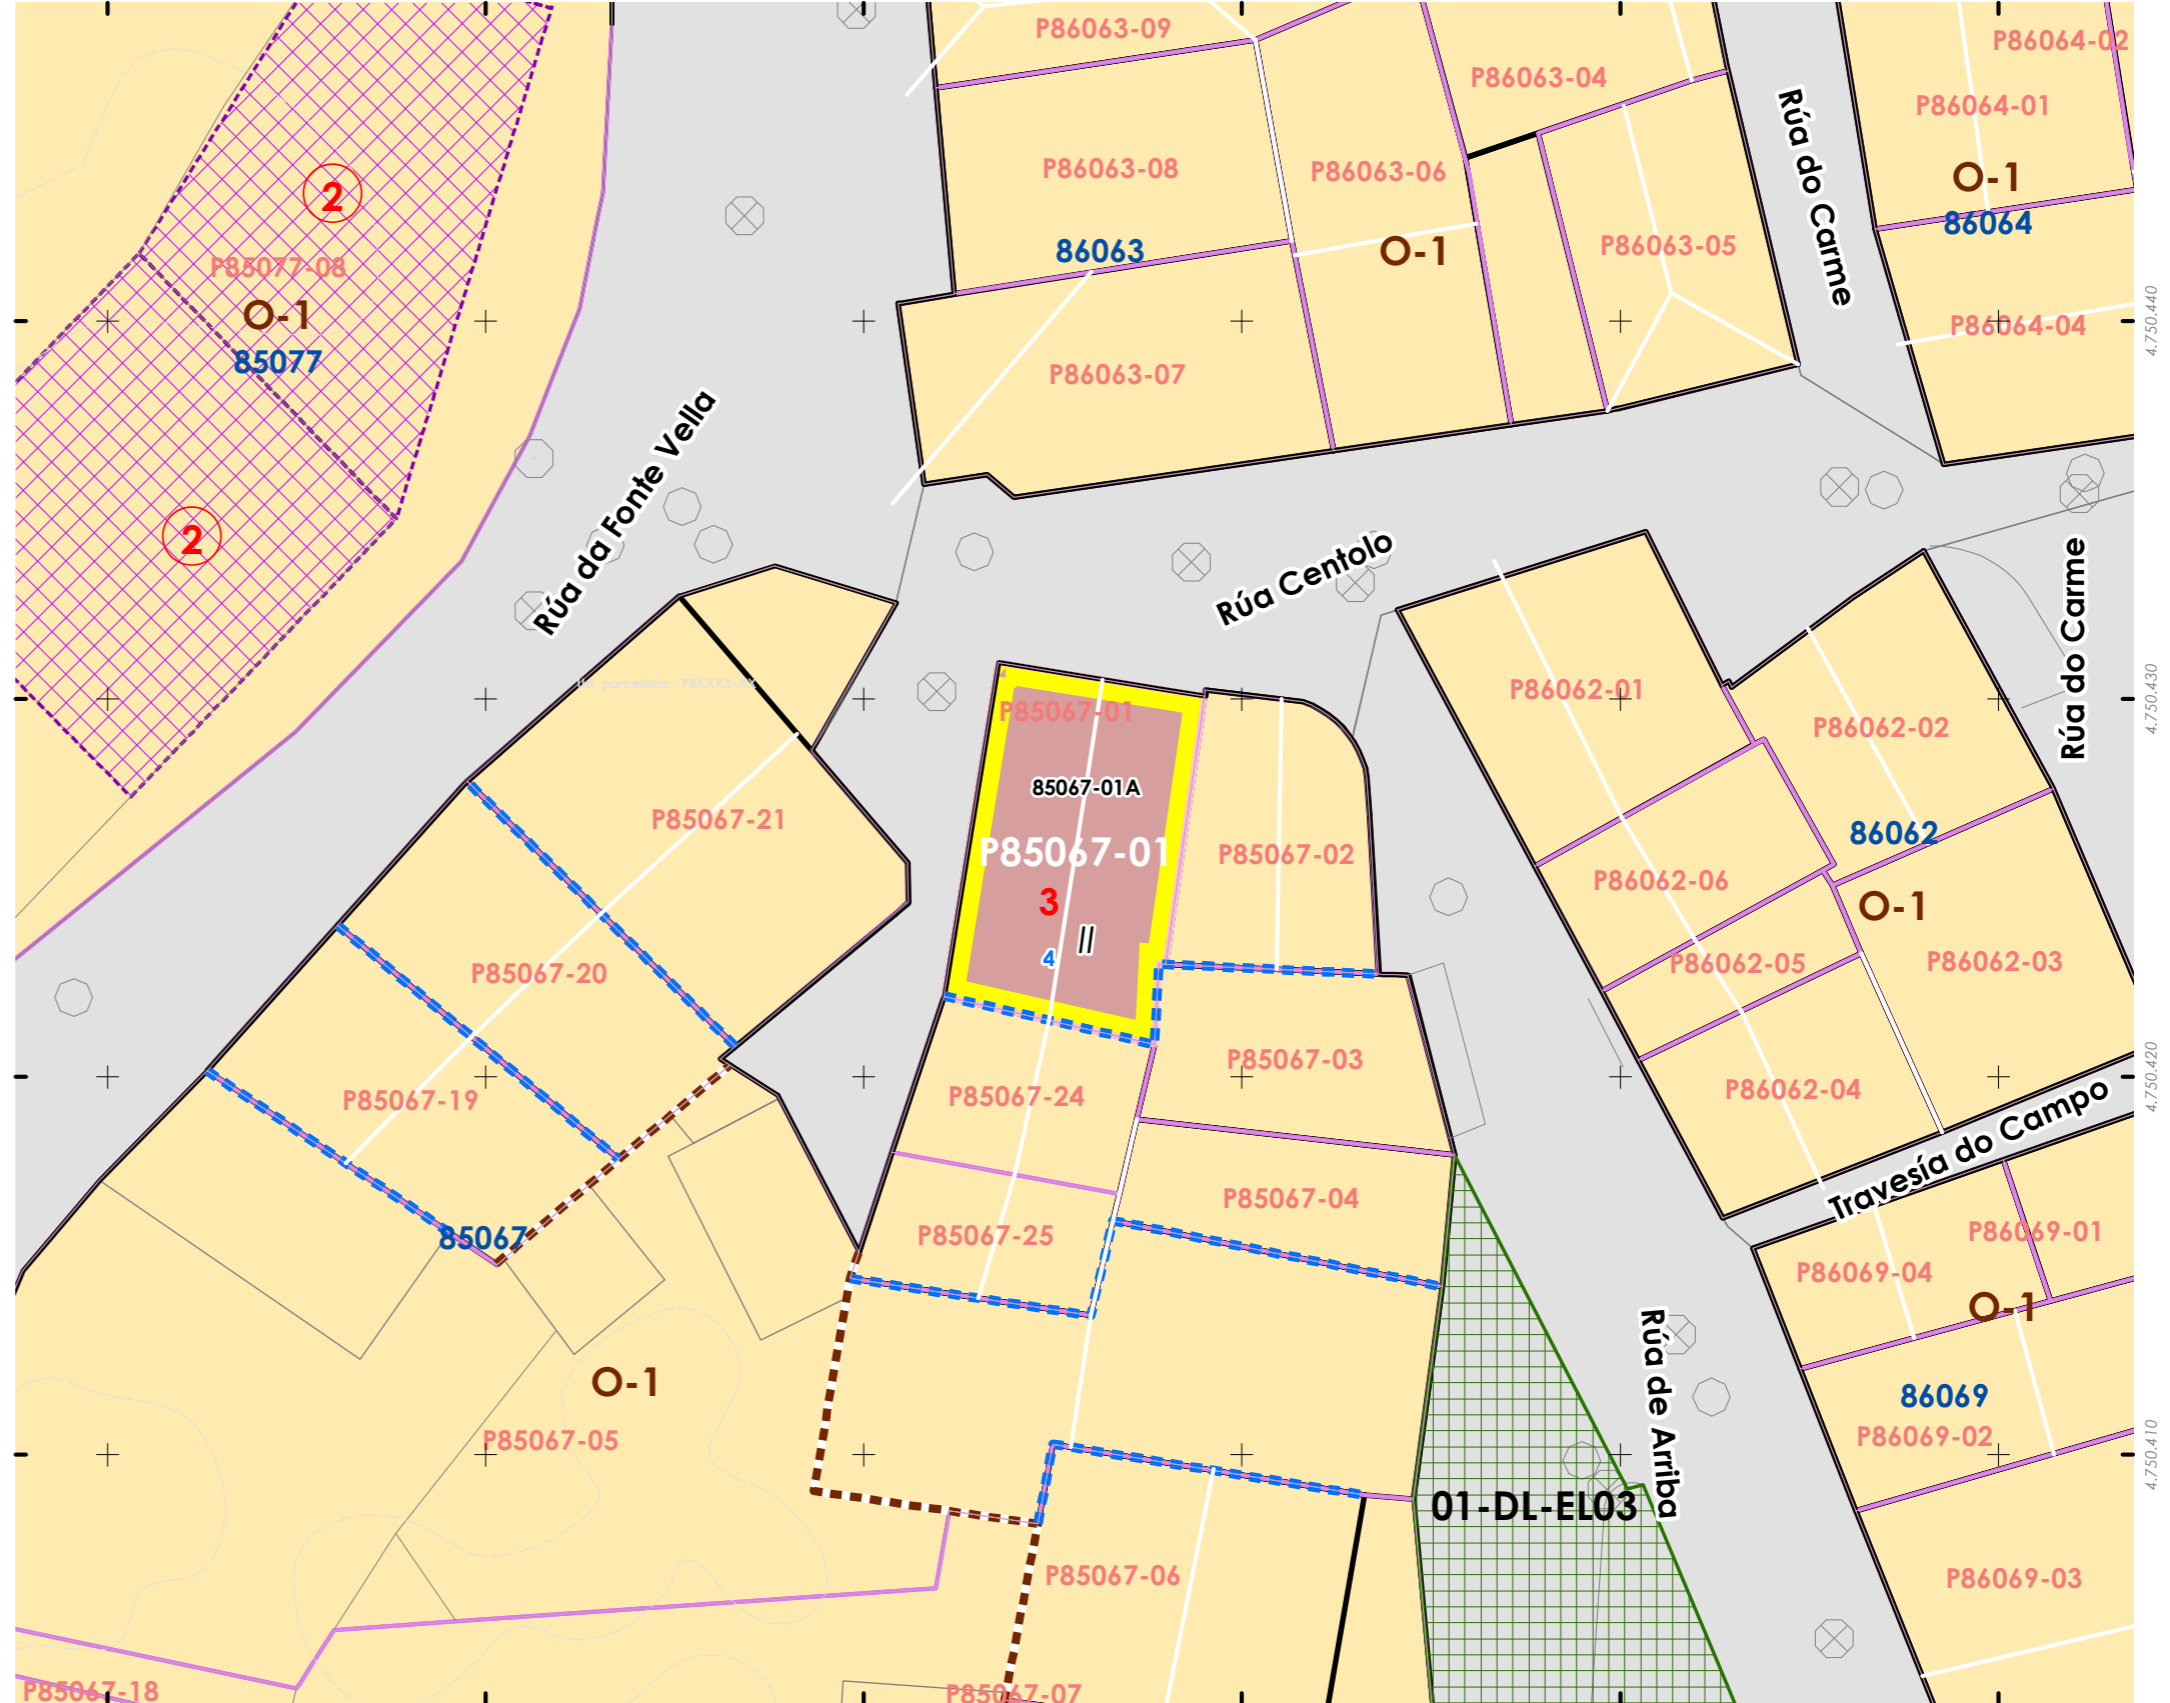 P86063-09
P86064-02
P86063-04
P86064-01
P86063-08
P86063-06
O-1
2
Rúa do Carme
86064
P86063-05
86063
O-1
P85077-08
O-1
P86064-04
4.750.440
85077
P86063-07
Rúa da Fonte Vella
2
Rúa Centolo
Rúa do Carme
P86062-01
P85067-01
4.750.430
P86062-02
85067-01A
P85067-21
86062
P85067-01
P85067-02
P86062-06
3
O-1
II
4
P85067-20
P86062-05
P86062-03
P85067-03
4.750.420
P85067-24
P86062-04
P85067-19
Travesía do Campo
P85067-04
P85067-25
85067
P86069-01
P86069-04
O-1
O-1
Rúa de Arriba
86069
P85067-05
P86069-02
4.750.410
01-DL-EL03
P85067-06
P86069-03
P85067-18
P85067-07